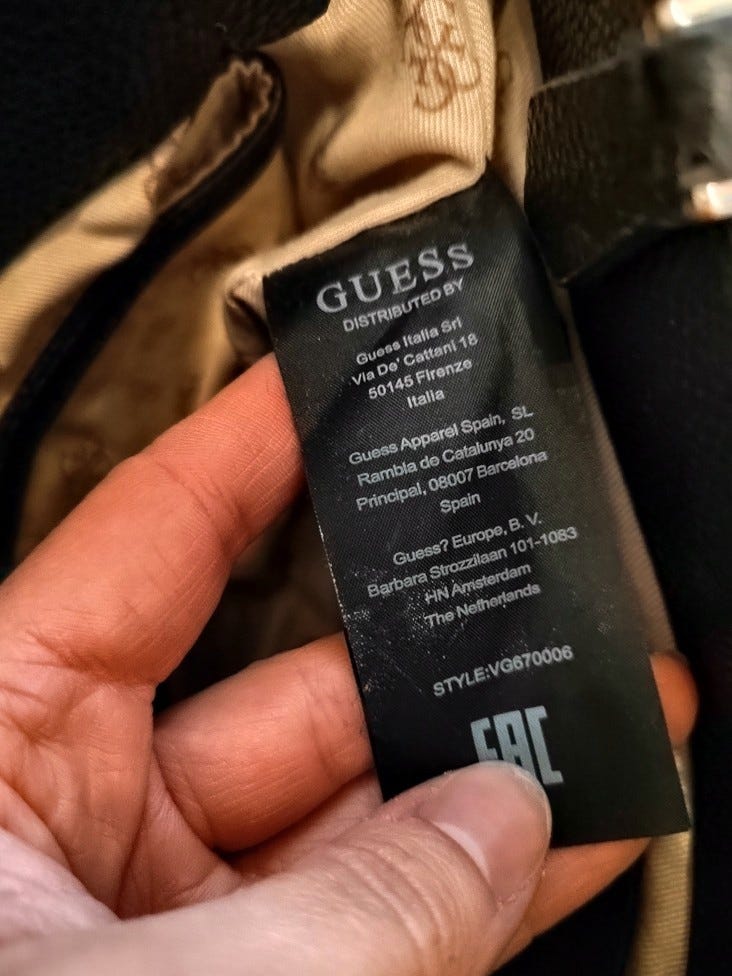 GUESS
DISTRIBUTED BY
Guess Italia Srl
Via De' Cattani 18
50145 Firenze
Italia
Guess Apparel Spain, SL
Rambla de Catalunya 20
Principal, 08007 Barcelona
Spain
Guess? Europe, B. V.
Barbara Strozzilaan 101-1083
HN Amsterdam
The Netherlands
STYLE:VG670006
EAC